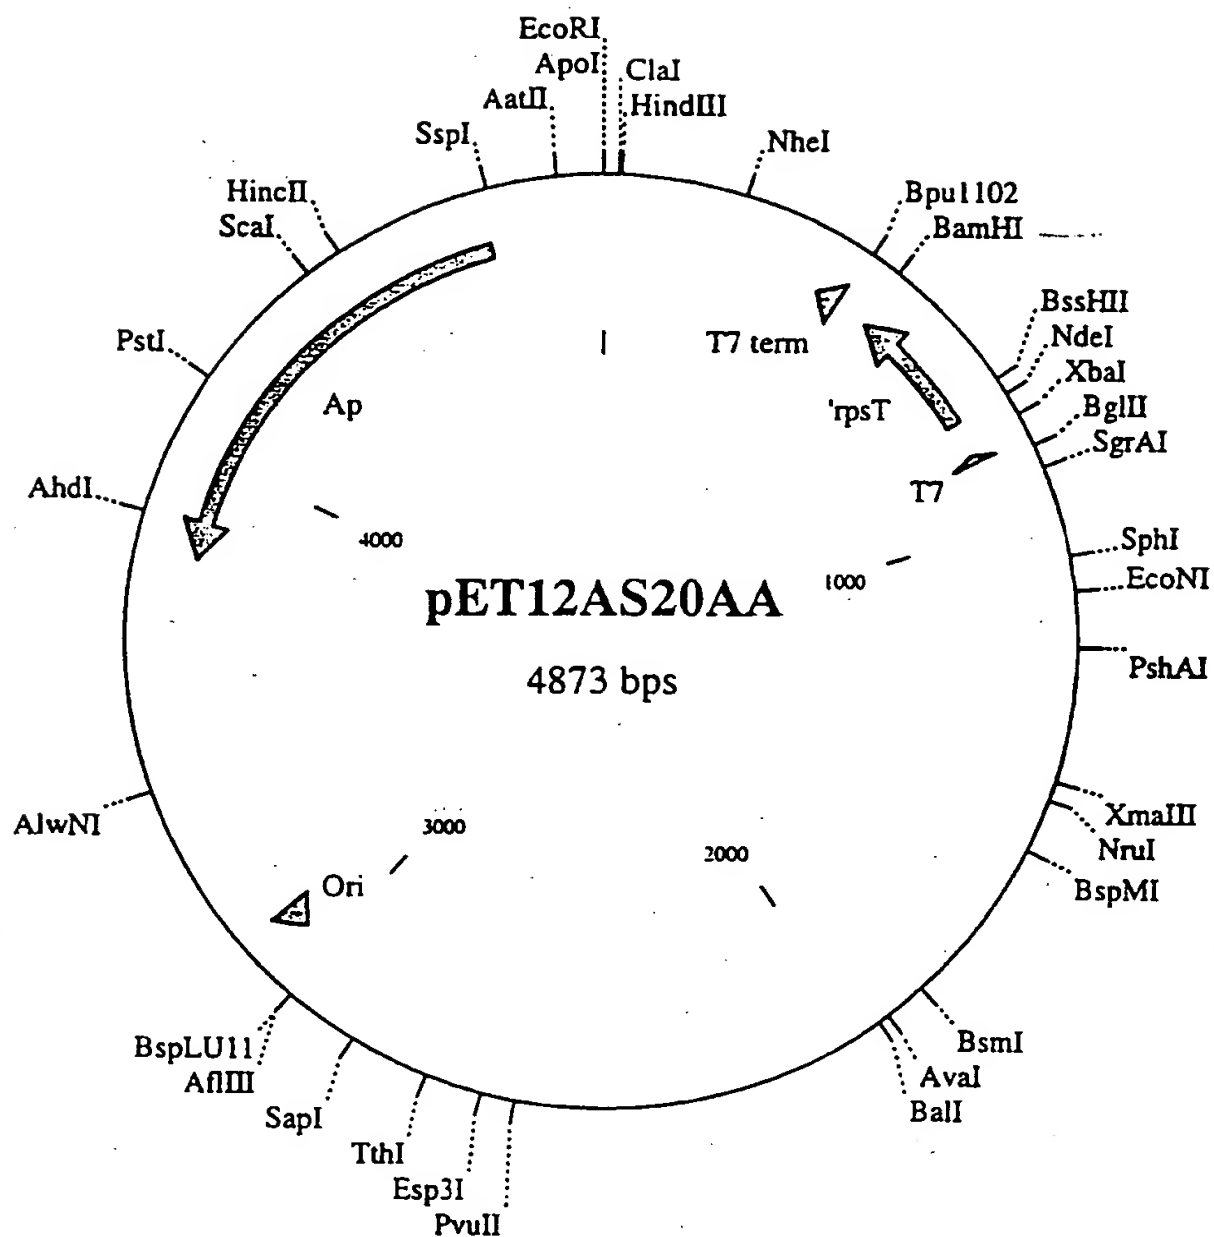 EcoRI
ApoI
ClaI
AatII
HindIII
SspI
NheI
HincII
Bpu1102
ScaI
BamHI
BssHII
NdeI
PstI
T7 term
XbaI
Ap
'rpsT
BglII
SgrAI
AhdI
T7
4000
SphI
1000
EcoNI
pET12AS20AA
PshAI
4873 bps
AlwNI
3000
XmaIII
2000
NruI
Ori
BspMI
BspLU11
BsmI
AflIII
AvaI
SapI
BalI
TthI
Esp3I
PvuII